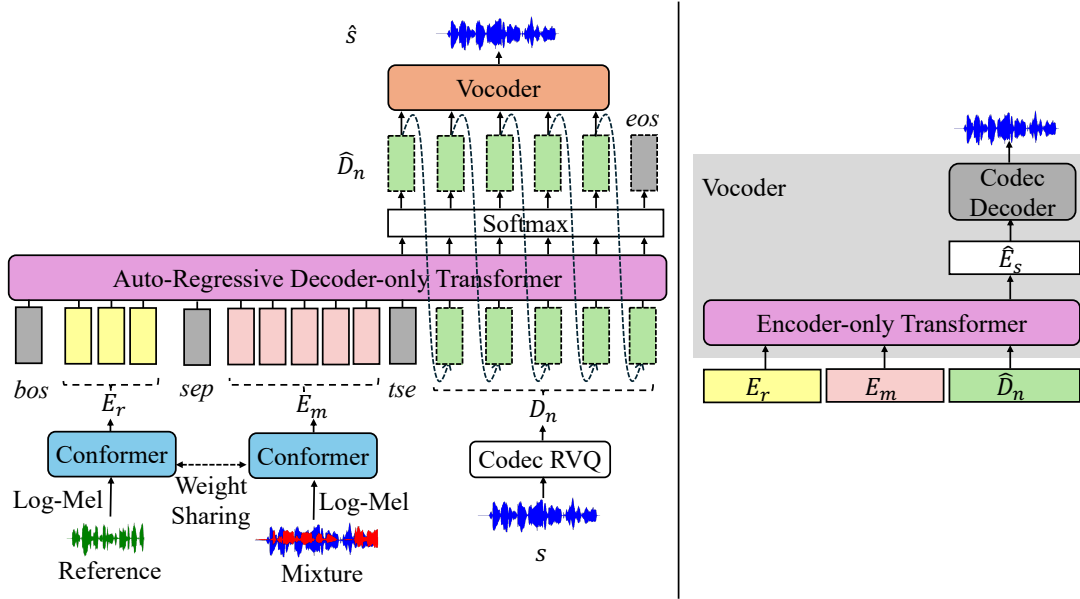 ŝ
Vocoder
eos
D̂ₙ
Softmax
Auto-Regressive Decoder-only Transformer
bos
sep
tse
Eᵣ
Eₘ
Dₙ
Conformer
Conformer
Codec RVQ
Log-Mel
Weight
Sharing
Log-Mel
Reference
Mixture
s
Vocoder
Codec
Decoder
Êₛ
Encoder-only Transformer
Eᵣ
Eₘ
D̂ₙ